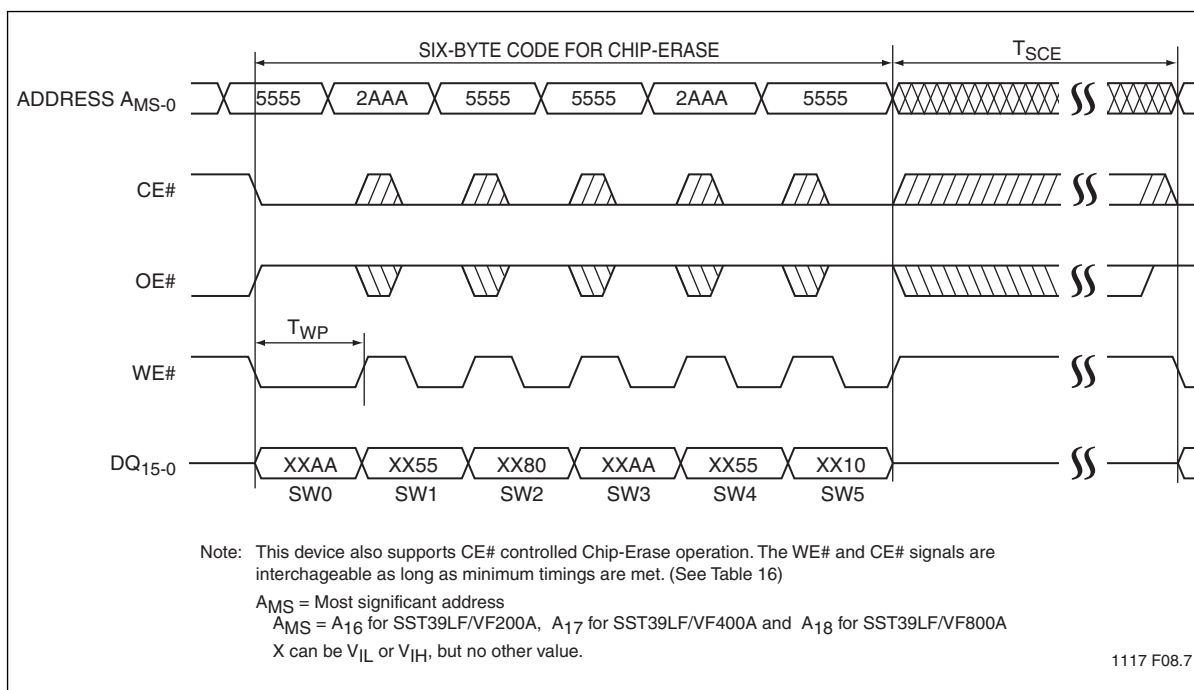 SIX-BYTE CODE FOR CHIP-ERASE TSCE
ADDRESS AMS-0 5555 2AAA 5555 5555 2AAA 5555
CE#
OE#
TWP
WE#
DQ15-0 XXAA XX55 XX80 XXAA XX55 XX10
SW0 SW1 SW2 SW3 SW4 SW5
Note: This device also supports CE# controlled Chip-Erase operation. The WE# and CE# signals are
interchageable as long as minimum timings are met. (See Table 16)
AMS = Most significant address
AMS = A16 for SST39LF/VF200A, A17 for SST39LF/VF400A and A18 for SST39LF/VF800A
X can be VIL or VIH, but no other value.
1117 F08.7